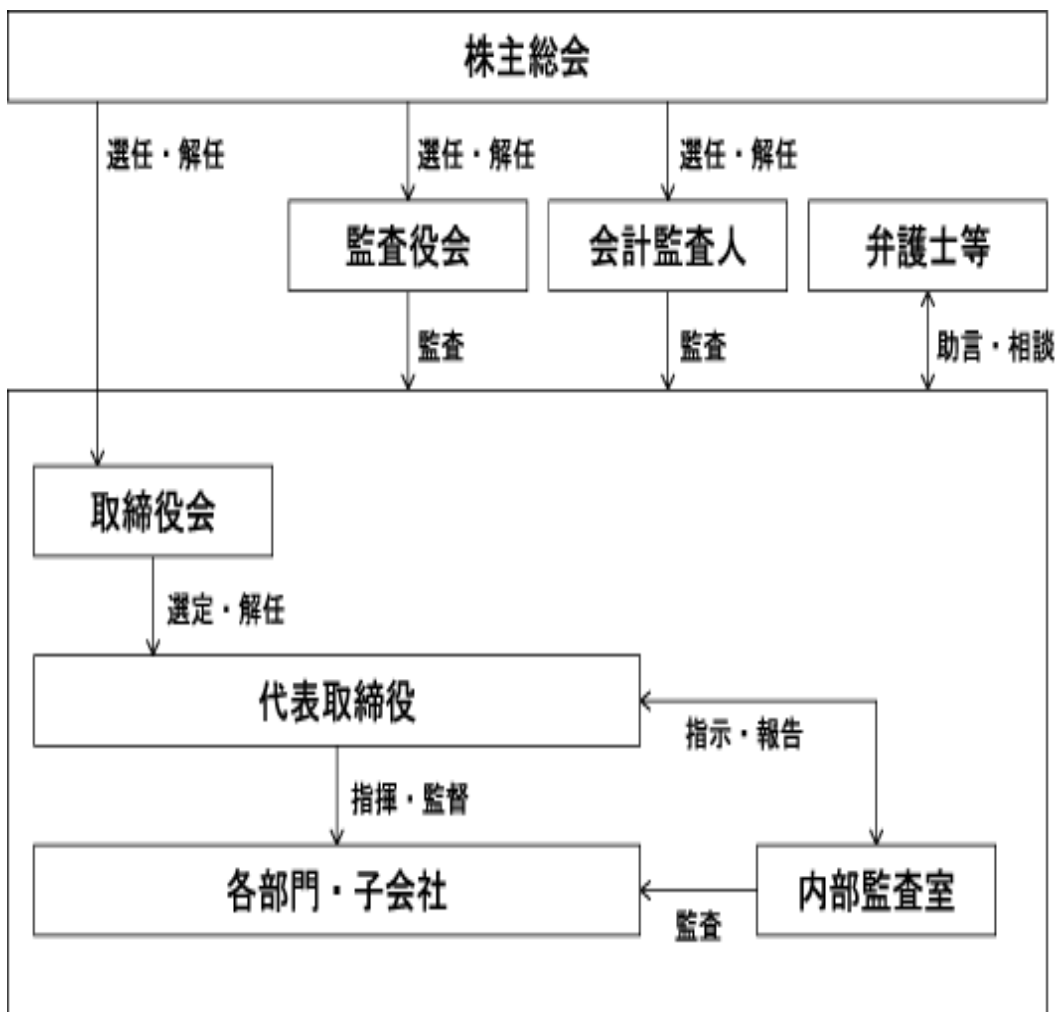 株主総会
選任・解任
選任・解任
選任・解任
監査役会
会計監査人
弁護士等
監査
監査
助言・相談
取締役会
選定・解任
代表取締役
指示・報告
指揮・監督
各部門・子会社
内部監査室
監査